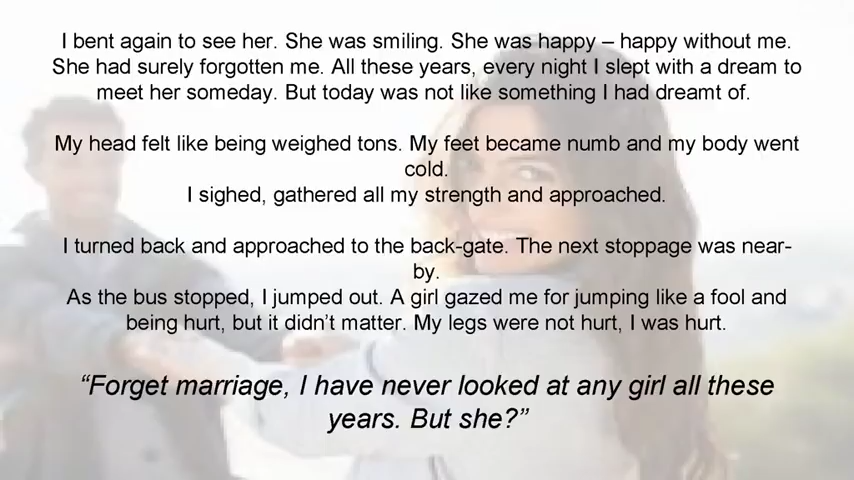 I bent again to see her. She was smiling. She was happy – happy without me.
She had surely forgotten me. All these years, every night I slept with a dream to
meet her someday. But today was not like something I had dreamt of.
My head felt like being weighed tons. My feet became numb and my body went
cold.
I sighed, gathered all my strength and approached.
I turned back and approached to the back-gate. The next stoppage was near-
by.
As the bus stopped, I jumped out. A girl gazed me for jumping like a fool and
being hurt, but it didn’t matter. My legs were not hurt, I was hurt.
“Forget marriage, I have never looked at any girl all these
years. But she?”